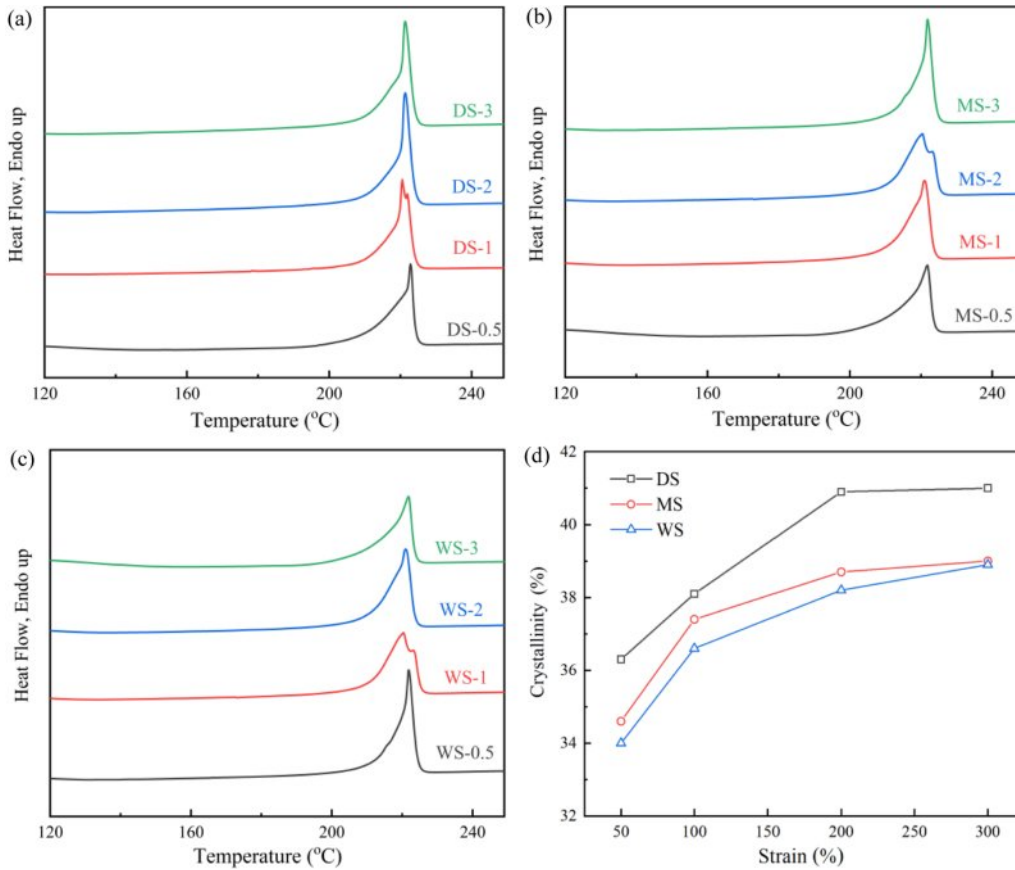 (a)
Heat Flow, Endo up
DS-3
DS-2
DS-1
DS-0.5
120 160 200 240
Temperature (°C)
(b)
Heat Flow, Endo up
MS-3
MS-2
MS-1
MS-0.5
120 160 200 240
Temperature (°C)
(c)
Heat Flow, Endo up
WS-3
WS-2
WS-1
WS-0.5
120 160 200 240
Temperature (°C)
(d)
Crystallinity (%)
42
40
38
36
34
32
DS
MS
WS
50 100 150 200 250 300
Strain (%)